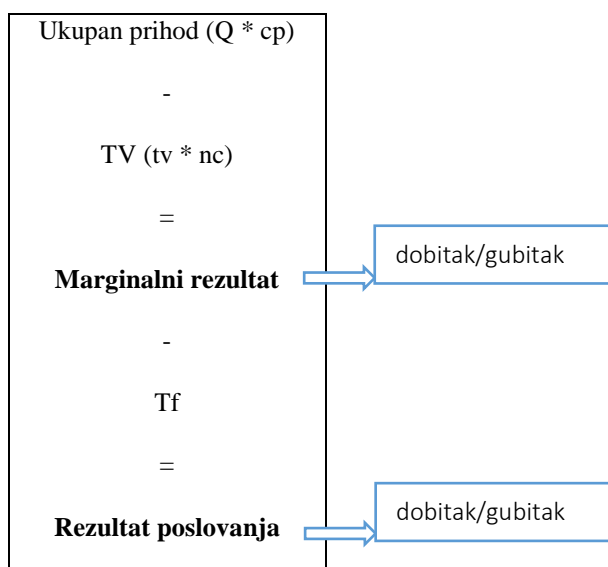 Ukupan prihod (Q * cp)
-
TV (tv * nc)
=
Marginalni rezultat
dobitak/gubitak
-
Tf
=
Rezultat poslovanja
dobitak/gubitak